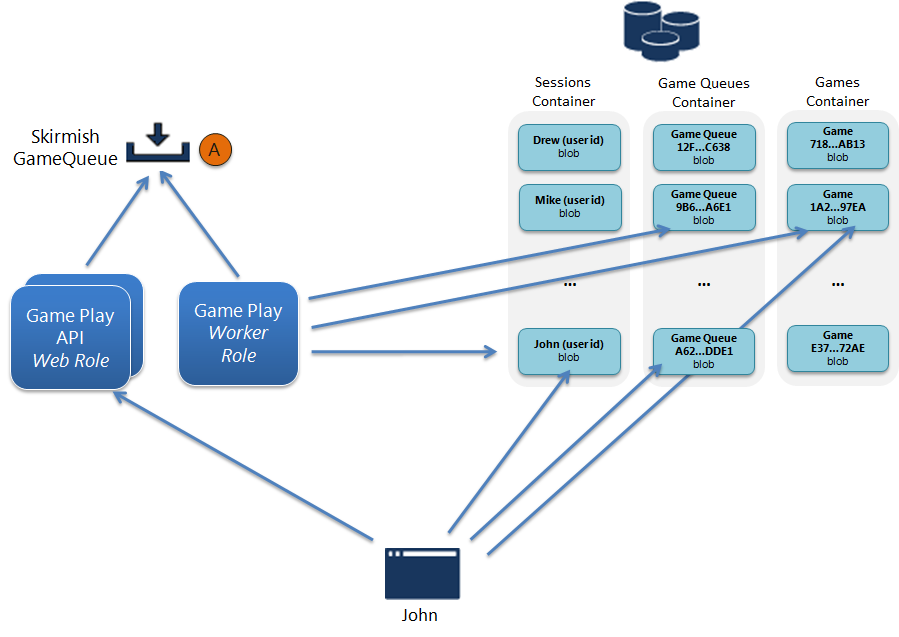 Sessions
Container
Game Queues
Container
Games
Container
Skirmish
GameQueue
A
Drew (user id)
blob
Game Queue
12F...C638
blob
Game
718...AB13
blob
Mike (user id)
blob
Game Queue
9B6...A6E1
blob
Game
1A2...97EA
blob
...
...
...
Game Play
API
Web Role
Game Play
Worker
Role
John (user id)
blob
Game Queue
A62...DDE1
blob
Game
E37...72AE
blob
John